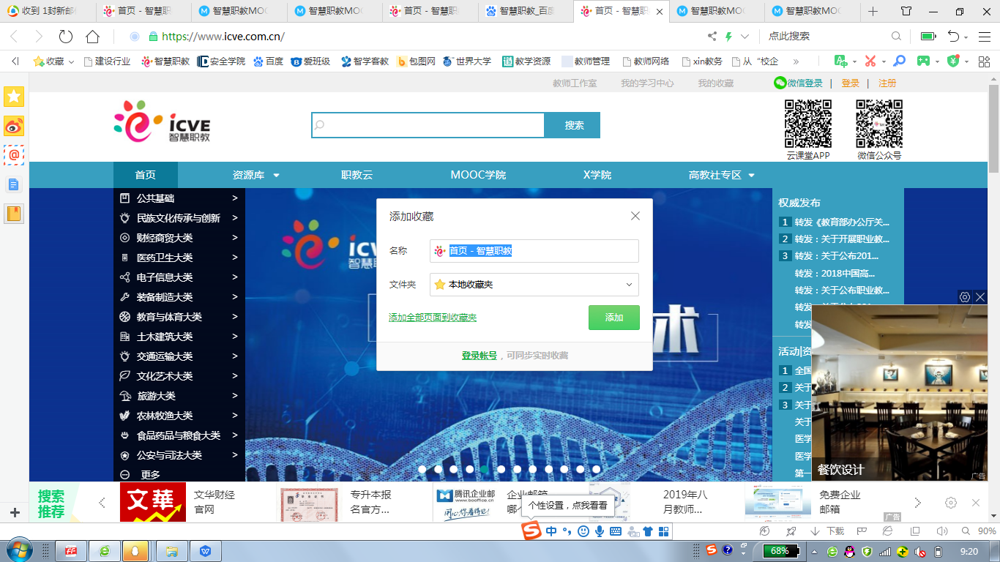 收到 1封新邮
首页 - 智慧职
智慧职教MOO
智慧职教MOO
首页 - 智慧职
智慧职教_百度
首页 - 智慧职
智慧职教MOO
智慧职教MOO
https://www.icve.com.cn/
点此搜索
收藏
建设行业
智慧职教
安全学院
百度
爱班级
智学客教
包图网
世界大学
教学资源
教师管理
教师网络
xin教务
从“校企
教师工作室
我的学习中心
我的收藏
微信登录 | 登录 | 注册
icve
智慧职教
搜索
云课堂APP
微信公众号
首页
资源库
职教云
MOOC学院
X学院
高教社专区
公共基础 >
民族文化传承与创新 >
财经商贸大类 >
医药卫生大类 >
电子信息大类 >
装备制造大类 >
教育与体育大类 >
土木建筑大类 >
交通运输大类 >
文化艺术大类 >
旅游大类 >
农林牧渔大类 >
食品药品与粮食大类 >
公安与司法大类 >
更多
添加收藏
名称
首页 - 智慧职教
文件夹
本地收藏夹
添加全部页面到收藏夹
添加
登录帐号，可同步实时收藏
术
权威发布
1 转发《教育部办公厅关...
2 转发：关于开展职业教...
3 转发：关于公布201...
转发：2018中国高...
转发：关于公布职业教...
转发
转发
活动|资
1 全国
2 关于
3 关于
关于
医学
医学
第一
餐饮设计
广告
搜索
推荐
文華
文华财经
官网
专升本报
名官方...
腾讯企业邮
企业邮箱
哪个
2019年八
月教师...
免费企业
邮箱
广告
个性设置，点我看看
中
下载
90%
68%
9:20